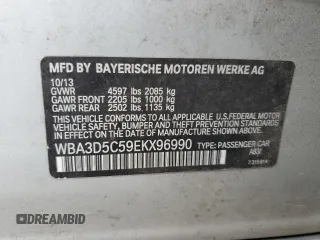 MFD BY BAYERISCHE MOTOREN WERKE AG
10/13
GVWR 4597 lbs 2085 kg
GAWR FRONT 2205 lbs 1000 kg
GAWR REAR 2502 lbs 1135 kg
THIS VEHICLE CONFORMS TO ALL APPLICABLE
U.S. FEDERAL MOTOR VEHICLE SAFETY, BUMPER,
AND THEFT PREVENTION STANDARDS IN EFFECT ON
THE DATE OF MANUFACTURE SHOWN ABOVE.
WBA3D5C59EKX96990 TYPE: PASSENGER CAR
DREAMBID